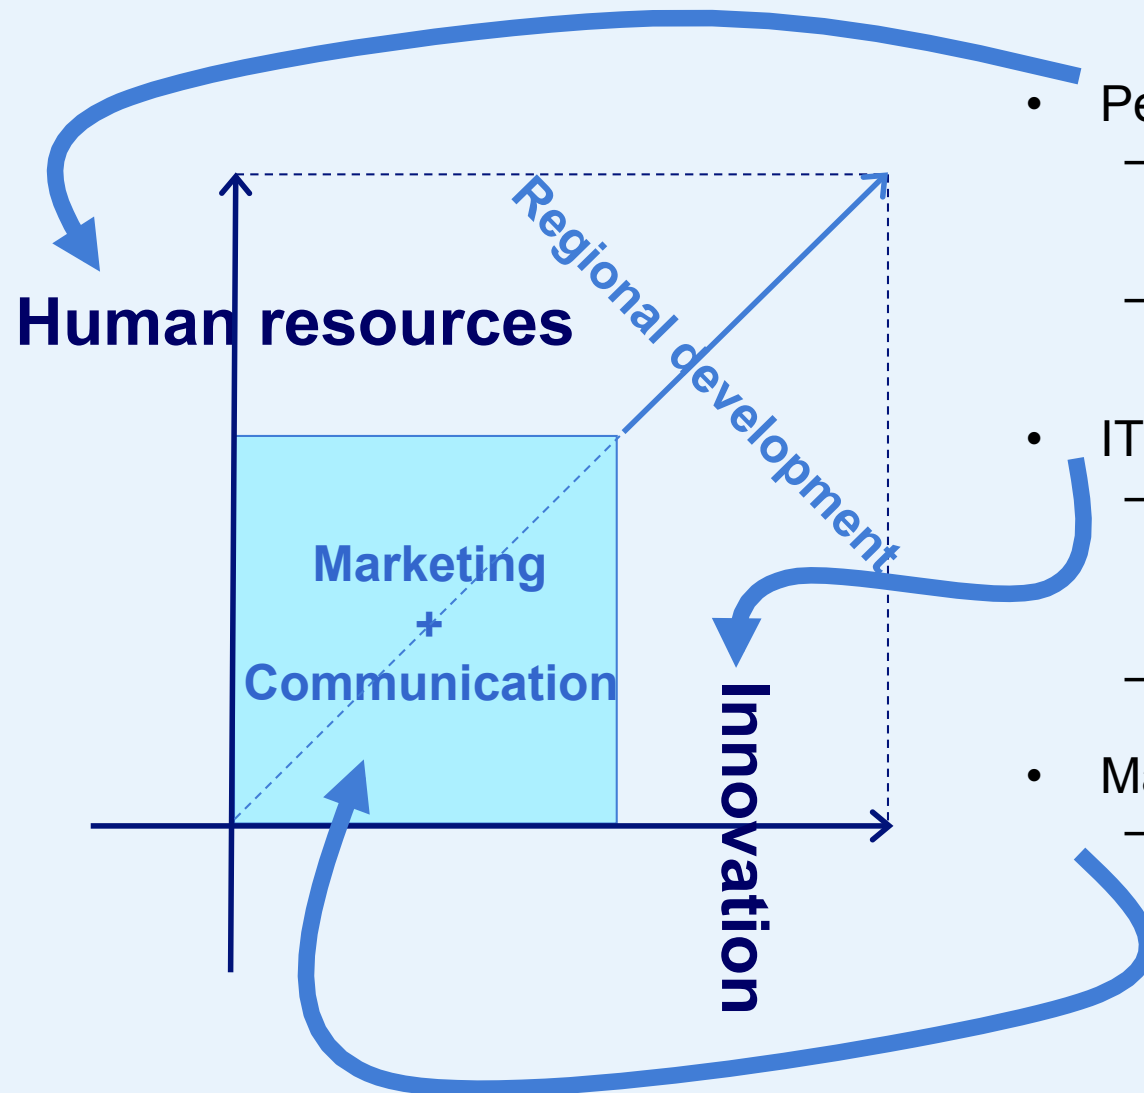 Human resources
Regional development
Marketing
+
Communication
Innovation
• 
• IT
•